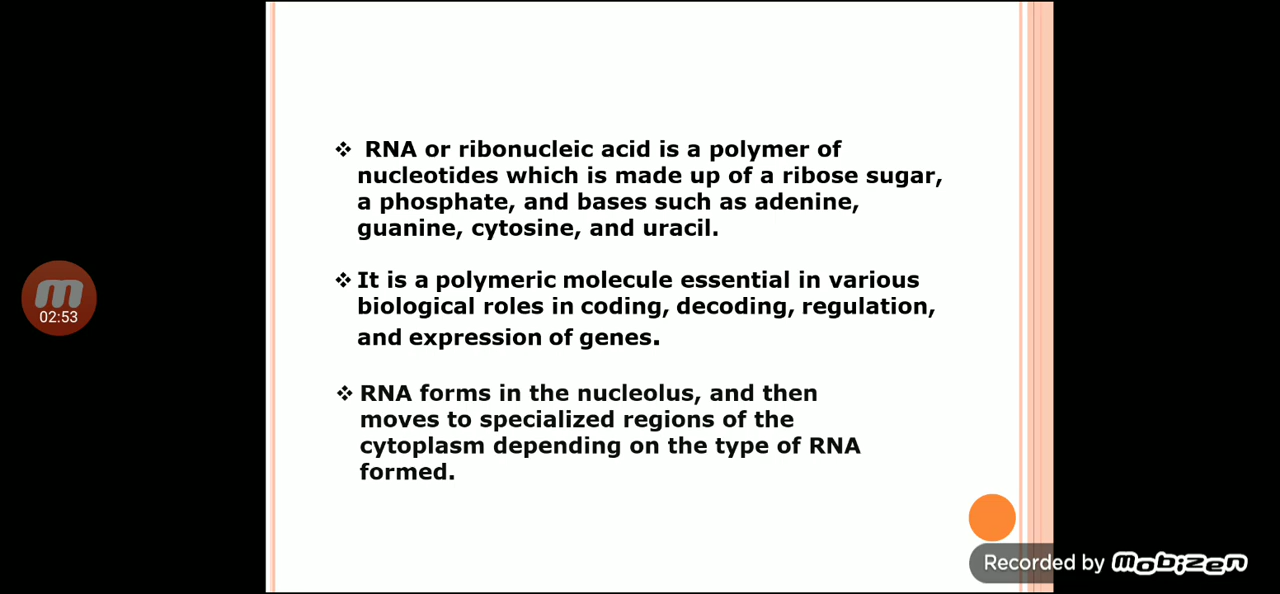 ❖ RNA or ribonucleic acid is a polymer of
nucleotides which is made up of a ribose sugar,
a phosphate, and bases such as adenine,
guanine, cytosine, and uracil.
❖ It is a polymeric molecule essential in various
biological roles in coding, decoding, regulation,
and expression of genes.
❖ RNA forms in the nucleolus, and then
moves to specialized regions of the
cytoplasm depending on the type of RNA
formed.
02:53
Recorded by mobizen